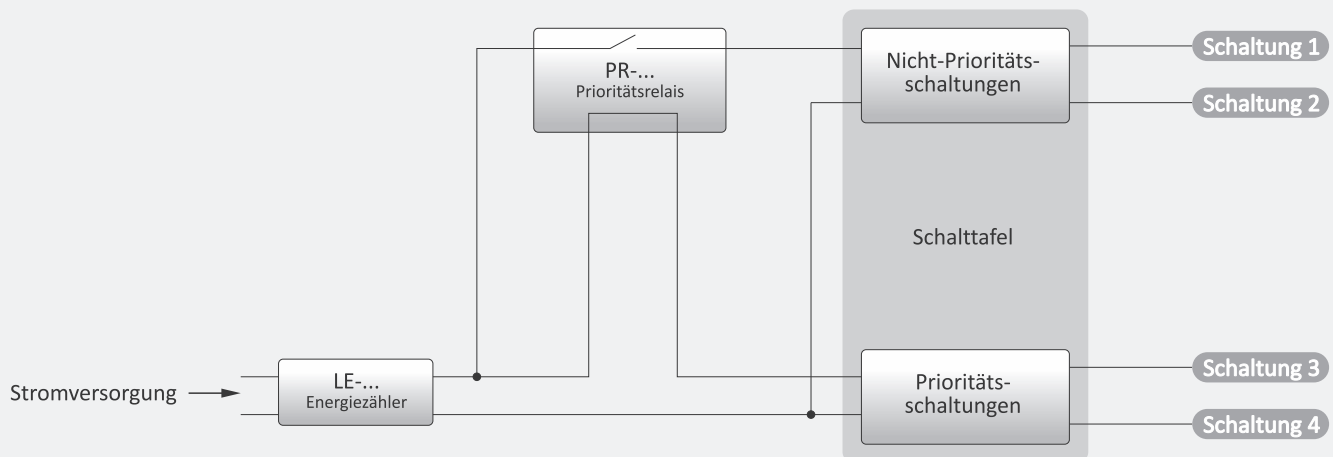 PR-...
Prioritätsrelais
Nicht-Prioritäts-
schaltungen
Schaltung 1
Schaltung 2
Schalttafel
Stromversorgung
LE-...
Energiezähler
Prioritäts-
schaltungen
Schaltung 3
Schaltung 4